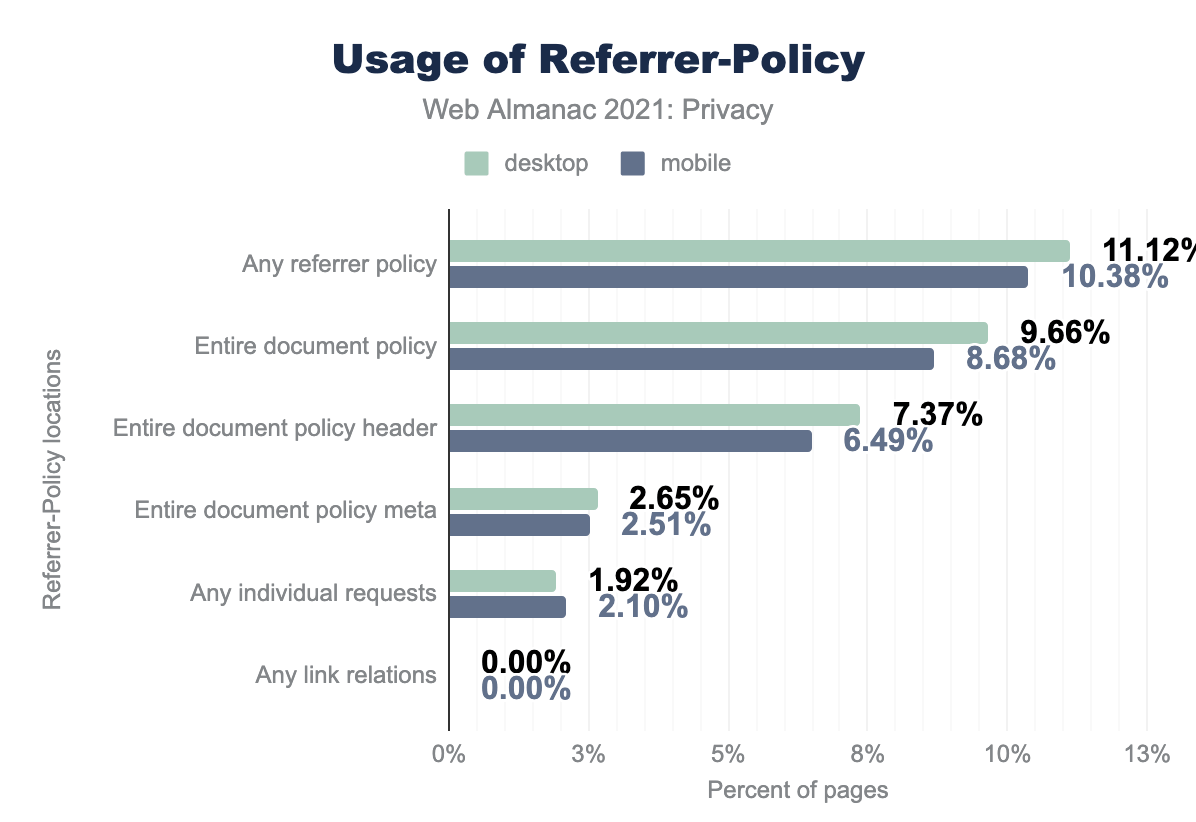 Usage of Referrer-Policy
Web Almanac 2021: Privacy
desktop
mobile
Referrer-Policy locations
Any referrer policy
11.12%
10.38%
Entire document policy
9.66%
8.68%
Entire document policy header
7.37%
6.49%
Entire document policy meta
2.65%
2.51%
Any individual requests
1.92%
2.10%
Any link relations
0.00%
0.00%
0% 3% 5% 8% 10% 13%
Percent of pages